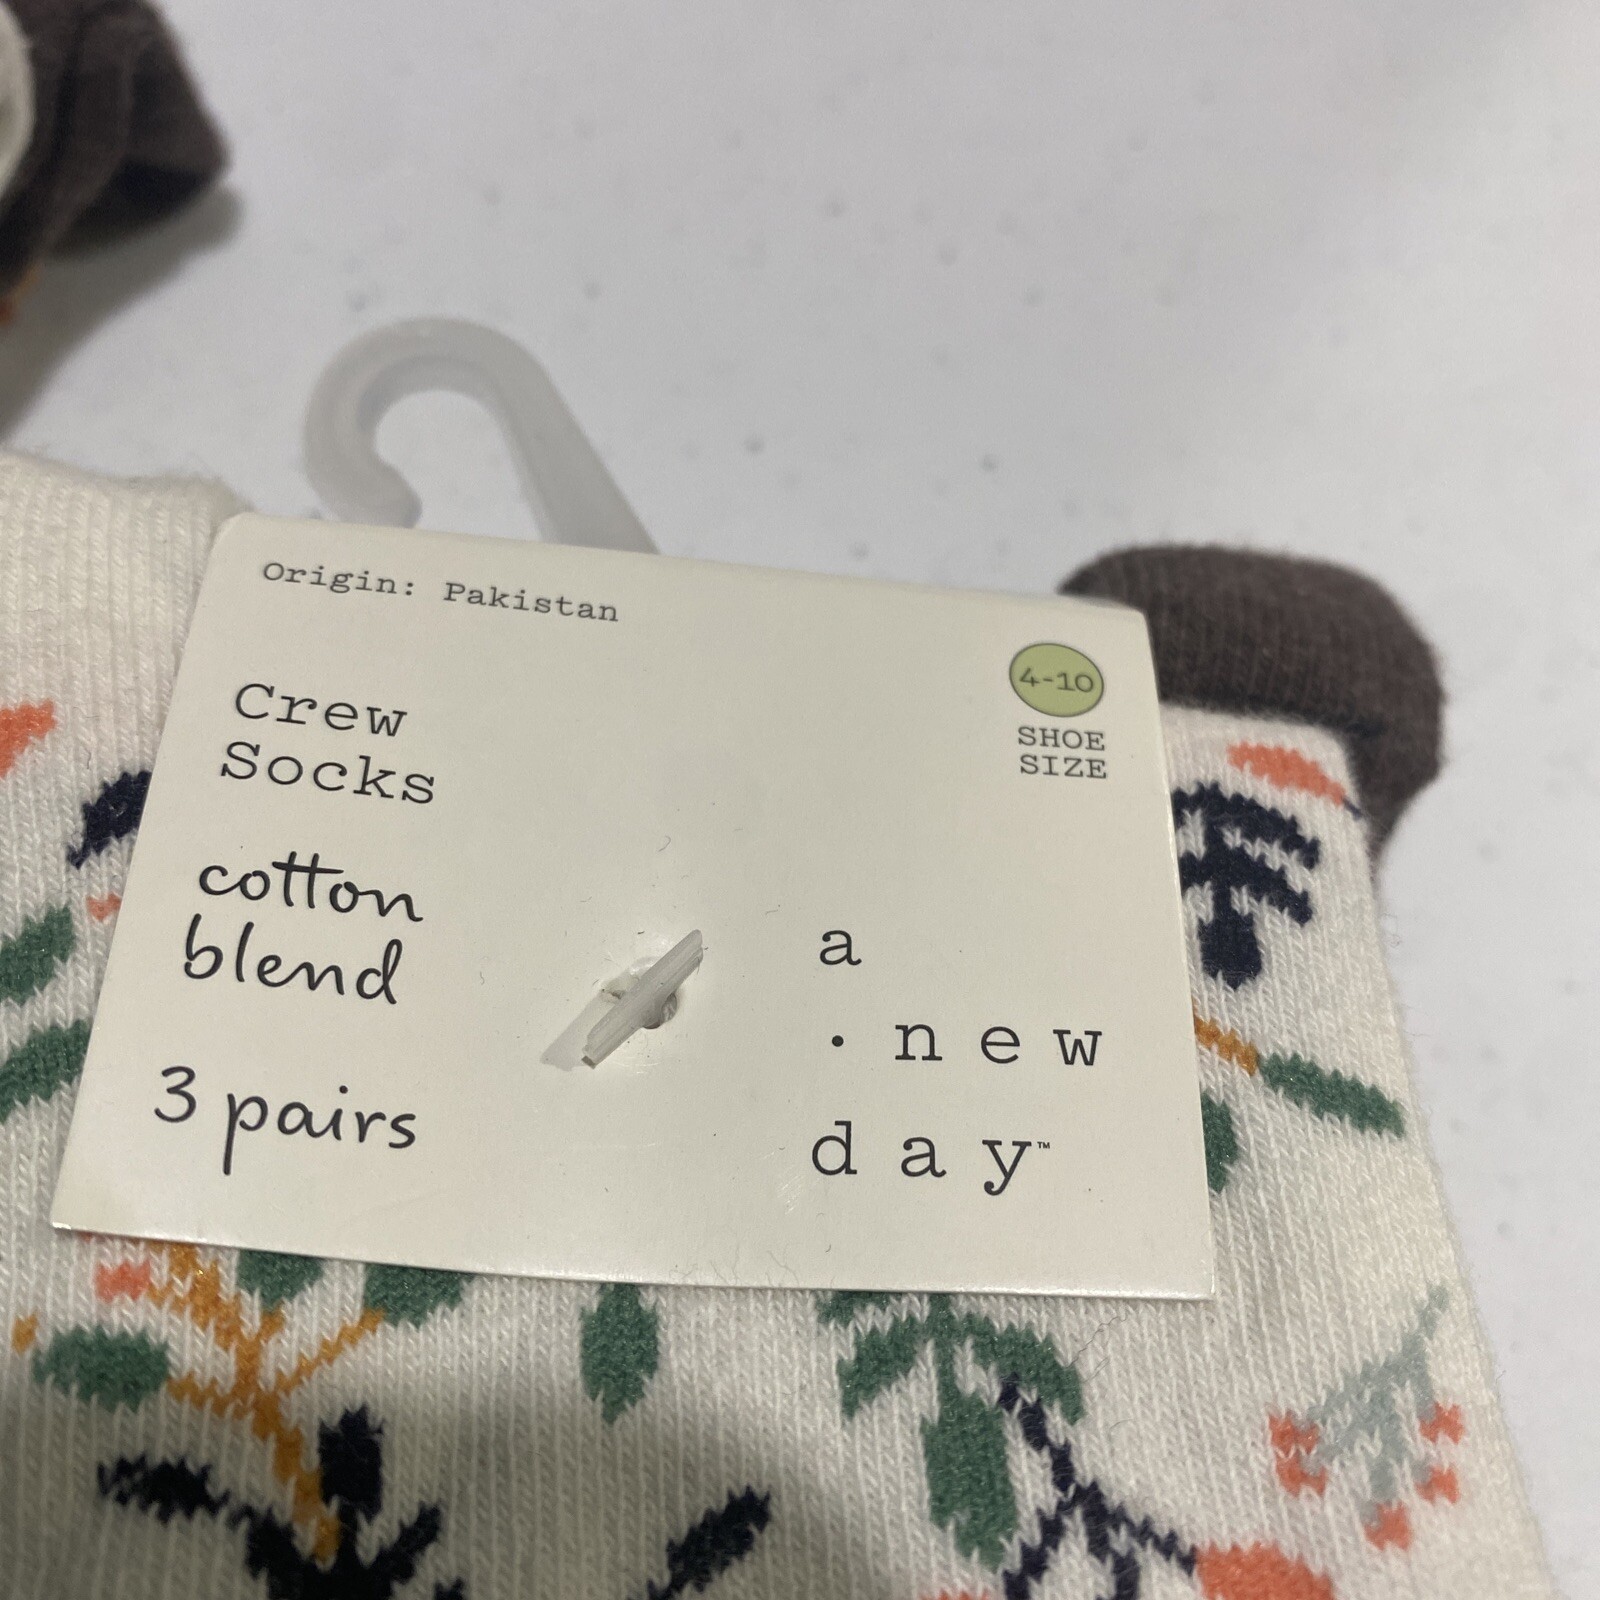 Origin: Pakistan
4-10
SHOE
SIZE
Crew
Socks
cotton
blend
3 pairs
a
· new
day™